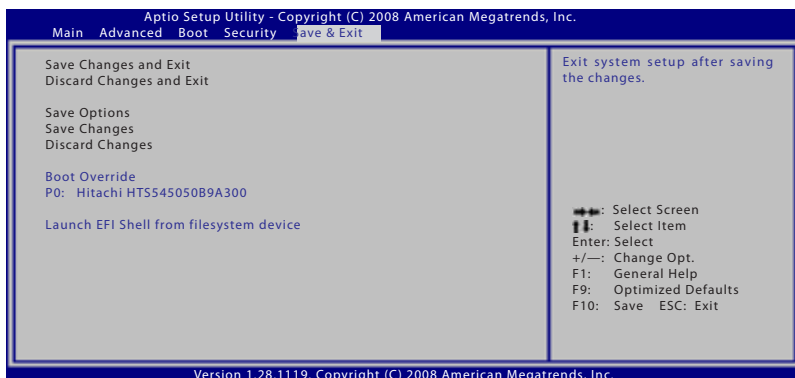 Aptio Setup Utility - Copyright (C) 2008 American Megatrends, Inc.
Main Advanced Boot Security Save & Exit
Save Changes and Exit
Discard Changes and Exit
Save Options
Save Changes
Discard Changes
Boot Override
P0: Hitachi HTS545050B9A300
Launch EFI Shell from filesystem device
Exit system setup after saving
the changes.
→←: Select Screen
↑↓: Select Item
Enter: Select
+/—: Change Opt.
F1: General Help
F9: Optimized Defaults
F10: Save ESC: Exit
Version 1.28.1119. Copyright (C) 2008 American Megatrends, Inc.